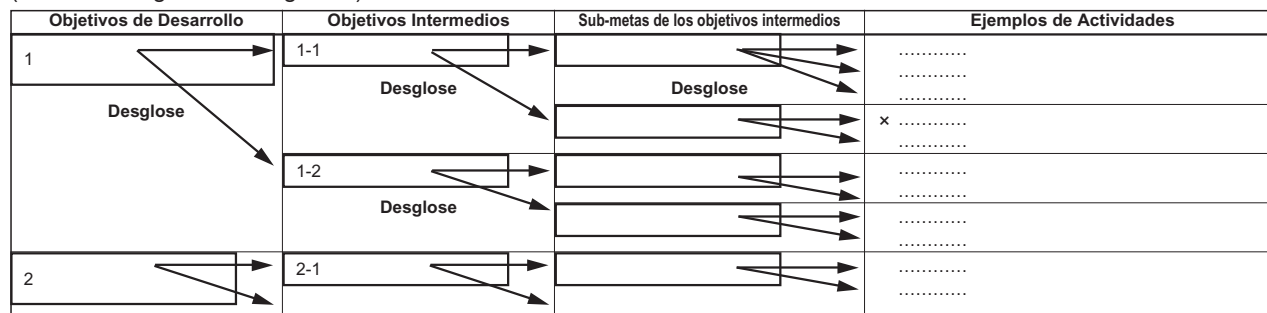 Objetivos de Desarrollo Objetivos Intermedios Sub-metas de los objetivos intermedios Ejemplos de Actividades
1 1-1 …………
…………
Desglose Desglose
…………
Desglose
× …………
…………
1-2 …………
…………
Desglose
…………
…………
2 2-1 …………
…………